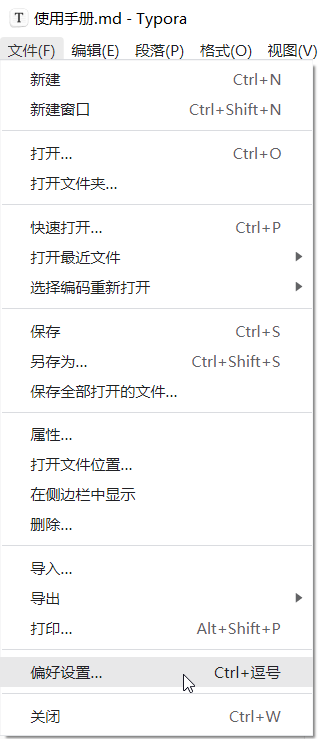 T 使用手册.md - Typora
文件(F) 编辑(E) 段落(P) 格式(O) 视图(V)
新建 Ctrl+N
新建窗口 Ctrl+Shift+N
打开... Ctrl+O
打开文件夹...
快速打开... Ctrl+P
打开最近文件
选择编码重新打开
保存 Ctrl+S
另存为... Ctrl+Shift+S
保存全部打开的文件...
属性...
打开文件位置...
在侧边栏中显示
删除...
导入...
导出
打印... Alt+Shift+P
偏好设置... Ctrl+逗号
关闭 Ctrl+W